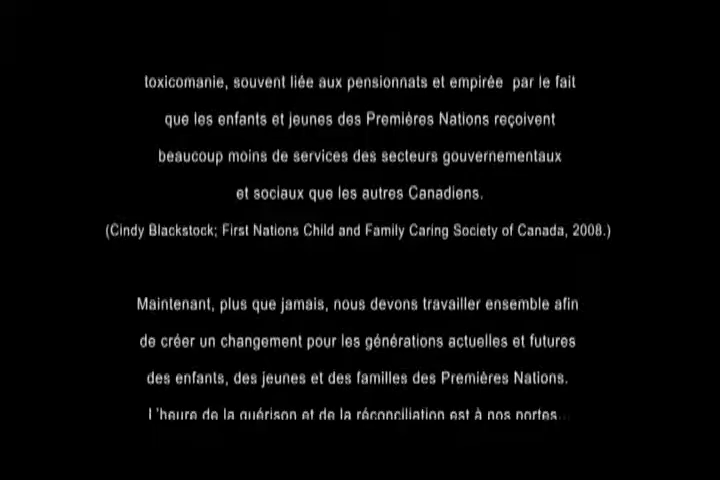 toxicomanie, souvent liée aux pensionnats et empirée par le fait
que les enfants et jeunes des Premières Nations reçoivent
beaucoup moins de services des secteurs gouvernementaux
et sociaux que les autres Canadiens.
(Cindy Blackstock; First Nations Child and Family Caring Society of Canada, 2008.)
Maintenant, plus que jamais, nous devons travailler ensemble afin
de créer un changement pour les générations actuelles et futures
des enfants, des jeunes et des familles des Premières Nations.
L'heure de la guérison et de la réconciliation est à nos portes...